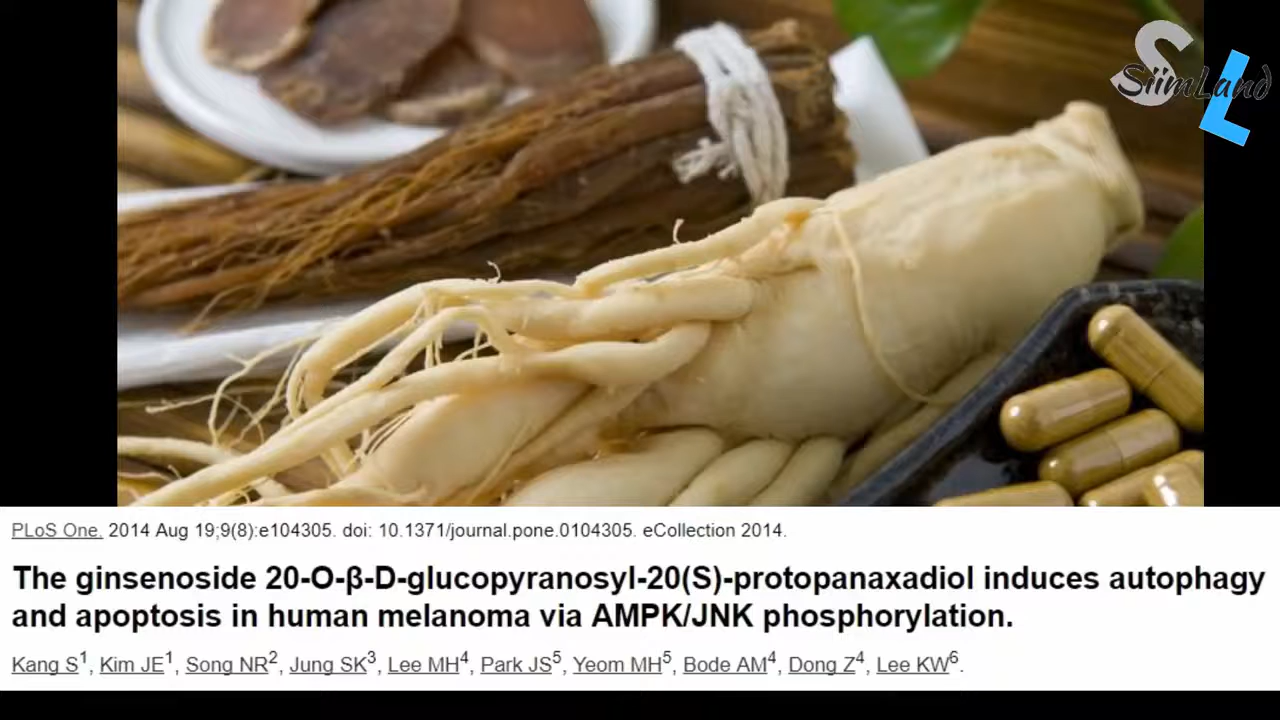 SiimLand
PLoS One. 2014 Aug 19;9(8):e104305. doi: 10.1371/journal.pone.0104305. eCollection 2014.
The ginsenoside 20-O-β-D-glucopyranosyl-20(S)-protopanaxadiol induces autophagy
and apoptosis in human melanoma via AMPK/JNK phosphorylation.
Kang S1, Kim JE1, Song NR2, Jung SK3, Lee MH4, Park JS5, Yeom MH5, Bode AM4, Dong Z4, Lee KW6.